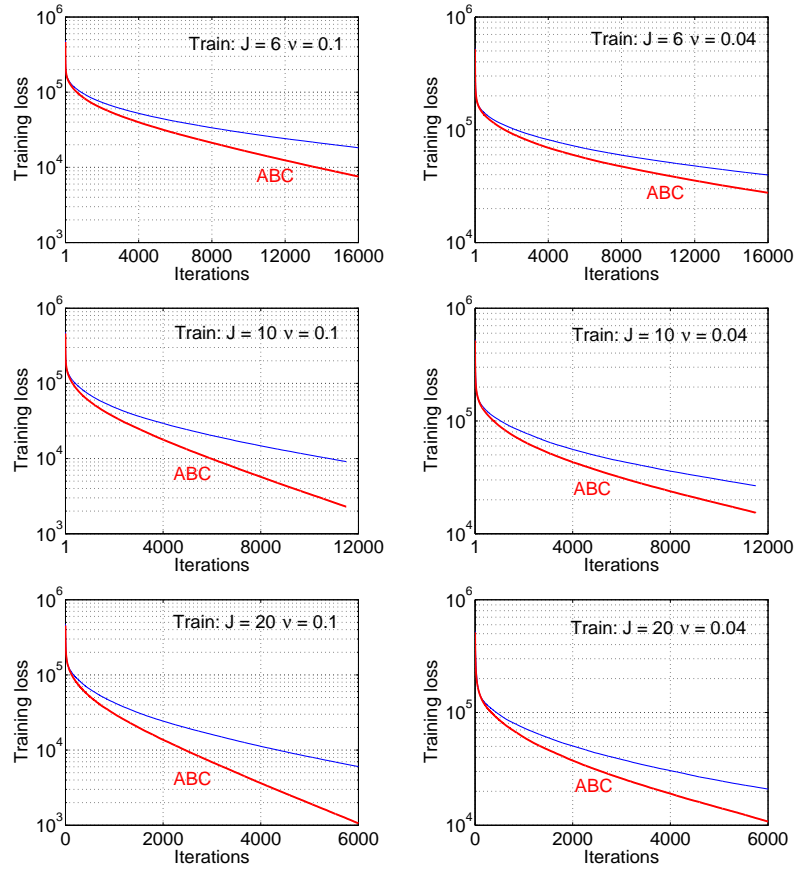 Train: J = 6 ν = 0.1
10^6
10^5
10^4
10^3
Training loss
ABC
1 4000 8000 12000 16000
Iterations
Train: J = 6 ν = 0.04
10^6
10^5
10^4
Training loss
ABC
1 4000 8000 12000 16000
Iterations
Train: J = 10 ν = 0.1
10^6
10^5
10^4
10^3
Training loss
ABC
1 4000 8000 12000
Iterations
Train: J = 10 ν = 0.04
10^6
10^5
10^4
Training loss
ABC
1 4000 8000 12000
Iterations
Train: J = 20 ν = 0.1
10^6
10^5
10^4
10^3
Training loss
ABC
0 2000 4000 6000
Iterations
Train: J = 20 ν = 0.04
10^6
10^5
10^4
Training loss
ABC
0 2000 4000 6000
Iterations